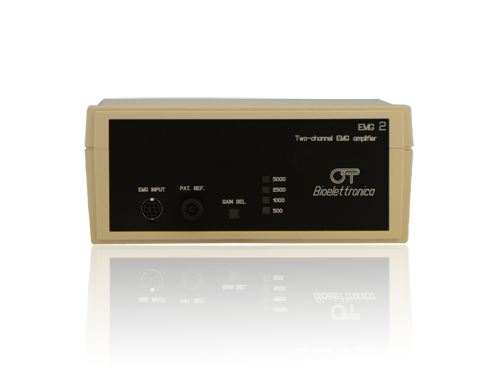 EMG 2
Two-channel EMG amplifier
EMG INPUT
PAT. REF.
GAIN SEL
5000
2500
1000
500
OT
Bioelettronica